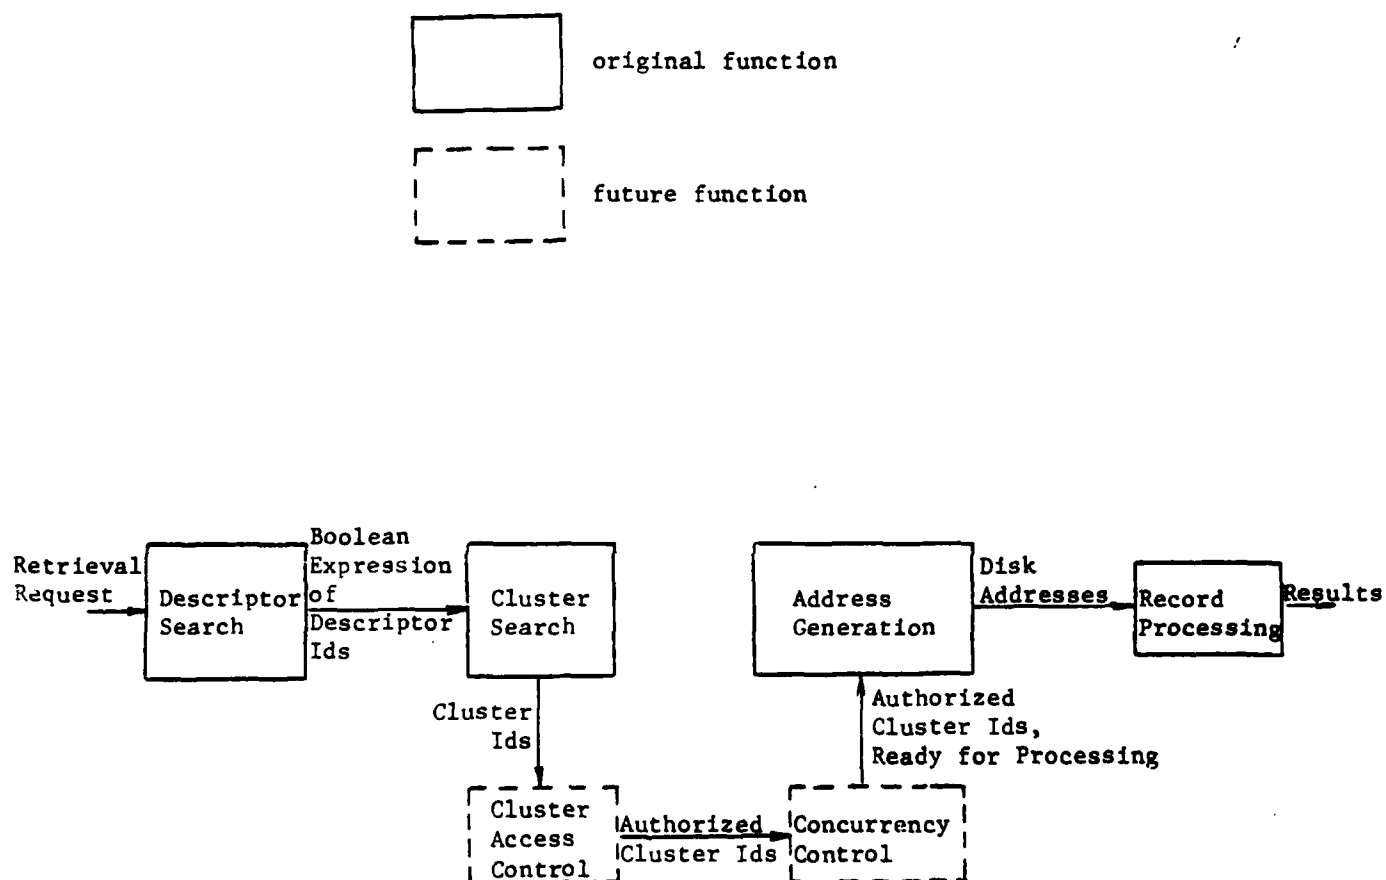 original function
future function
Retrieval
Request
Descriptor
Search
Boolean
Expression
of
Descriptor
Ids
Cluster
Search
Cluster
Ids
Cluster
Access
Control
Authorized
Cluster Ids
Concurrency
Control
Authorized
Cluster Ids,
Ready for Processing
Address
Generation
Disk
Addresses
Record
Processing
Results